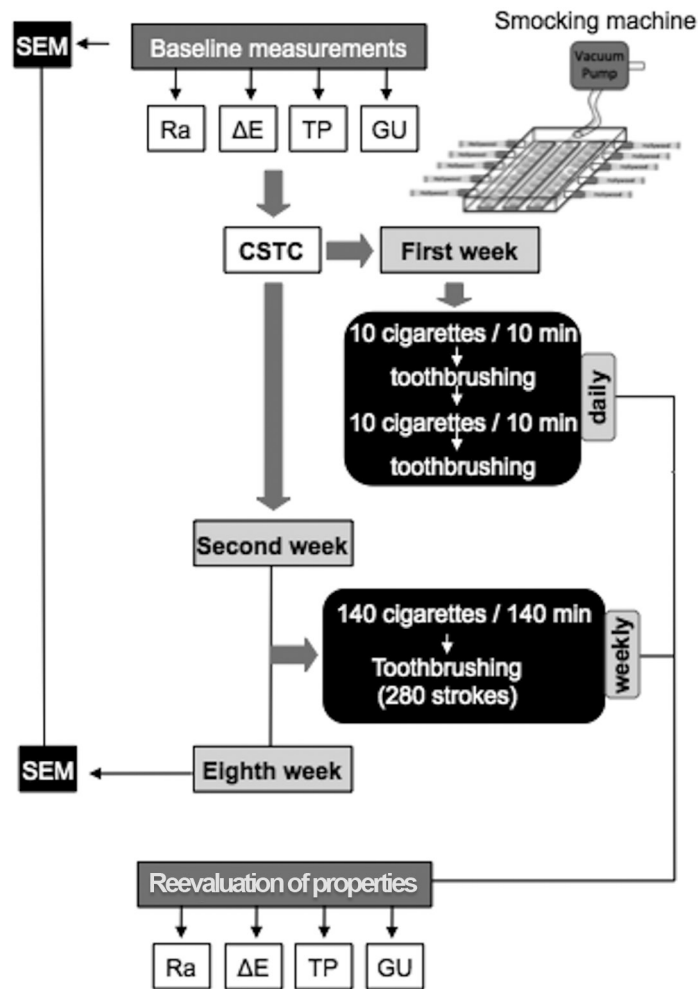 Smocking machine
SEM
Baseline measurements
Vacuum
Pump
Ra
ΔE
TP
GU
CSTC
First week
10 cigarettes / 10 min
toothbrushing
10 cigarettes / 10 min
toothbrushing
daily
Second week
140 cigarettes / 140 min
Toothbrushing
(280 strokes)
weekly
SEM
Eighth week
Reevaluation of properties
Ra
ΔE
TP
GU